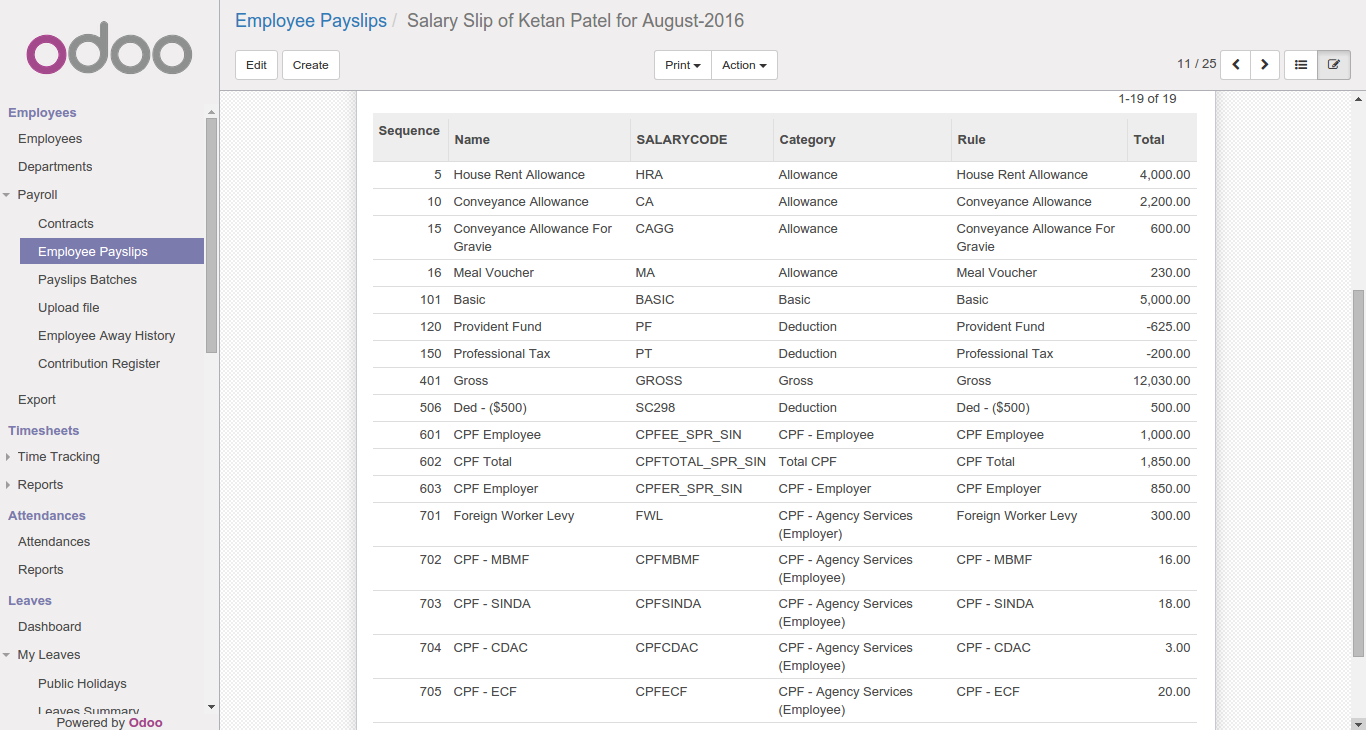 odoo
Employees
Employees
Departments
Payroll
Contracts
Employee Payslips
Payslips Batches
Upload file
Employee Away History
Contribution Register
Export
Timesheets
Time Tracking
Reports
Attendances
Attendances
Reports
Leaves
Dashboard
My Leaves
Public Holidays
Leaves Summary
Powered by Odoo
Employee Payslips / Salary Slip of Ketan Patel for August-2016
Edit Create Print Action 11 / 25
1-19 of 19
Sequence Name SALARYCODE Category Rule Total
5 House Rent Allowance HRA Allowance House Rent Allowance 4,000.00
10 Conveyance Allowance CA Allowance Conveyance Allowance 2,200.00
15 Conveyance Allowance For CAGG Allowance Conveyance Allowance For 600.00
Gravie Gravie
16 Meal Voucher MA Allowance Meal Voucher 230.00
101 Basic BASIC Basic Basic 5,000.00
120 Provident Fund PF Deduction Provident Fund -625.00
150 Professional Tax PT Deduction Professional Tax -200.00
401 Gross GROSS Gross Gross 12,030.00
506 Ded - ($500) SC298 Deduction Ded - ($500) 500.00
601 CPF Employee CPFEE_SPR_SIN CPF - Employee CPF Employee 1,000.00
602 CPF Total CPFTOTAL_SPR_SIN Total CPF CPF Total 1,850.00
603 CPF Employer CPFER_SPR_SIN CPF - Employer CPF Employer 850.00
701 Foreign Worker Levy FWL CPF - Agency Services Foreign Worker Levy 300.00
(Employer)
702 CPF - MBMF CPFMBMF CPF - Agency Services CPF - MBMF 16.00
(Employee)
703 CPF - SINDA CPFSINDA CPF - Agency Services CPF - SINDA 18.00
(Employee)
704 CPF - CDAC CPFCDAC CPF - Agency Services CPF - CDAC 3.00
(Employee)
705 CPF - ECF CPFECF CPF - Agency Services CPF - ECF 20.00
(Employee)